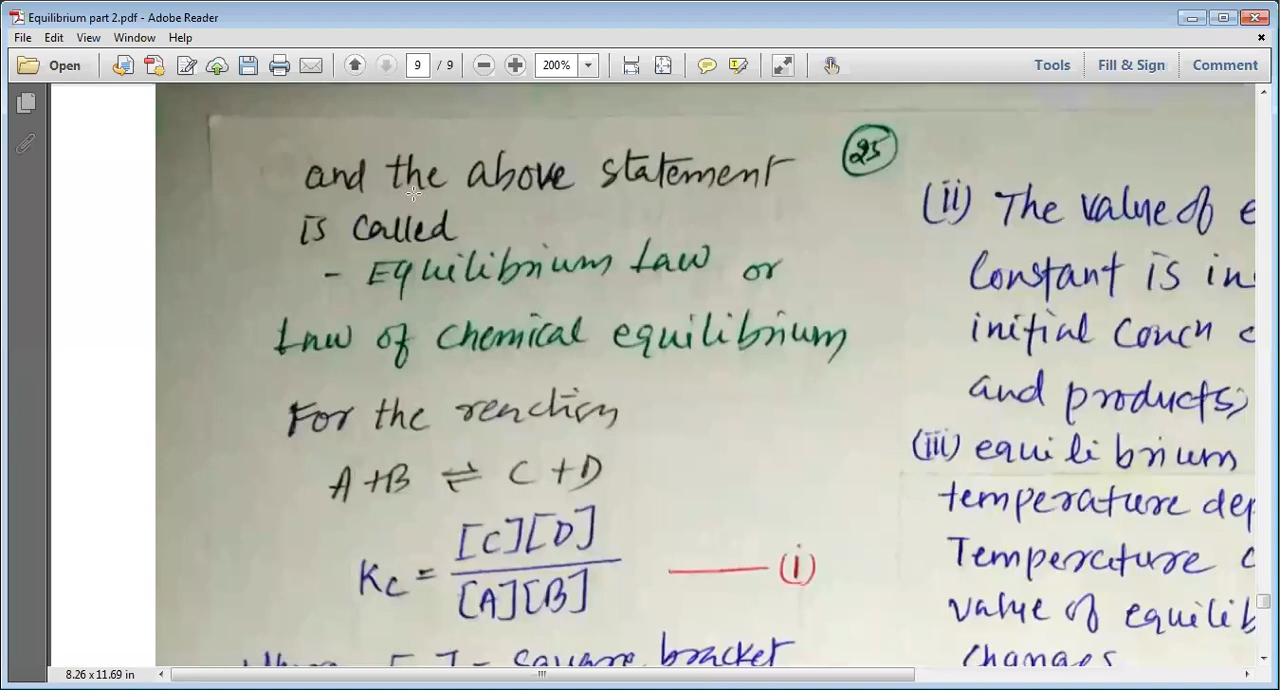 Equilibrium part 2.pdf - Adobe Reader
File Edit View Window Help
Open 9 / 9 200% Tools Fill & Sign Comment
and the above statement
is called
- Equilibrium Law or
Law of chemical equilibrium
For the reaction
A+B ⇌ C+D
Kc = [C][D]
[A][B]
(i)
[ ] - square bracket
25
(ii) The value of e
Constant is in
initial Concn
and products,
(iii) equilibrium
temperature dep
Temperature c
value of equilib
changes
8.26 x 11.69 in